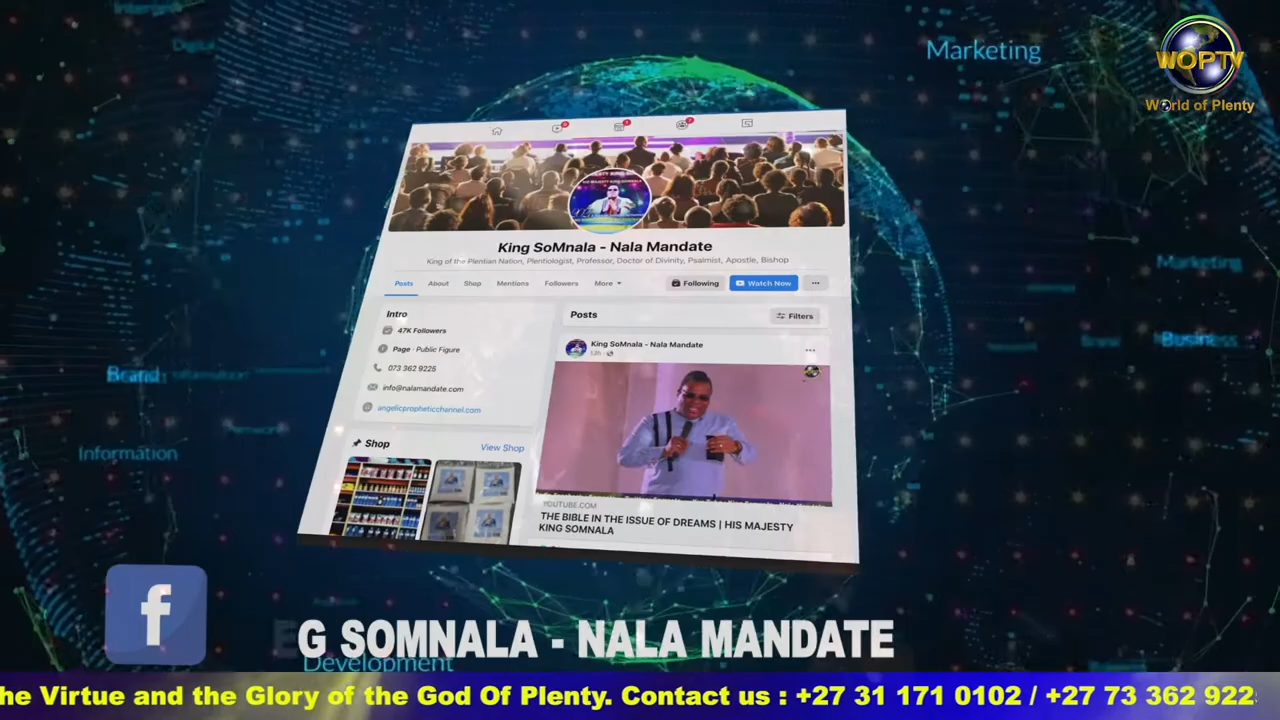 Marketing
WOPTV
World of Plenty
King SoMnala - Nala Mandate
King of the Plentian Nation, Plentiologist, Professor, Doctor of Divinity, Psalmist, Apostle, Bishop
Posts About Shop Mentions Followers More Following Watch Now
Intro
47K Followers
Page · Public Figure
073 362 9225
info@nalamandate.com
angelicpropheticchannel.com
Shop View Shop
Posts Filters
King SoMnala - Nala Mandate
YOUTUBE.COM
THE BIBLE IN THE ISSUE OF DREAMS | HIS MAJESTY
KING SOMNALA
Marketing
Business
Brand
Information
f
G SOMNALA - NALA MANDATE
Development
he Virtue and the Glory of the God Of Plenty. Contact us : +27 31 171 0102 / +27 73 362 922